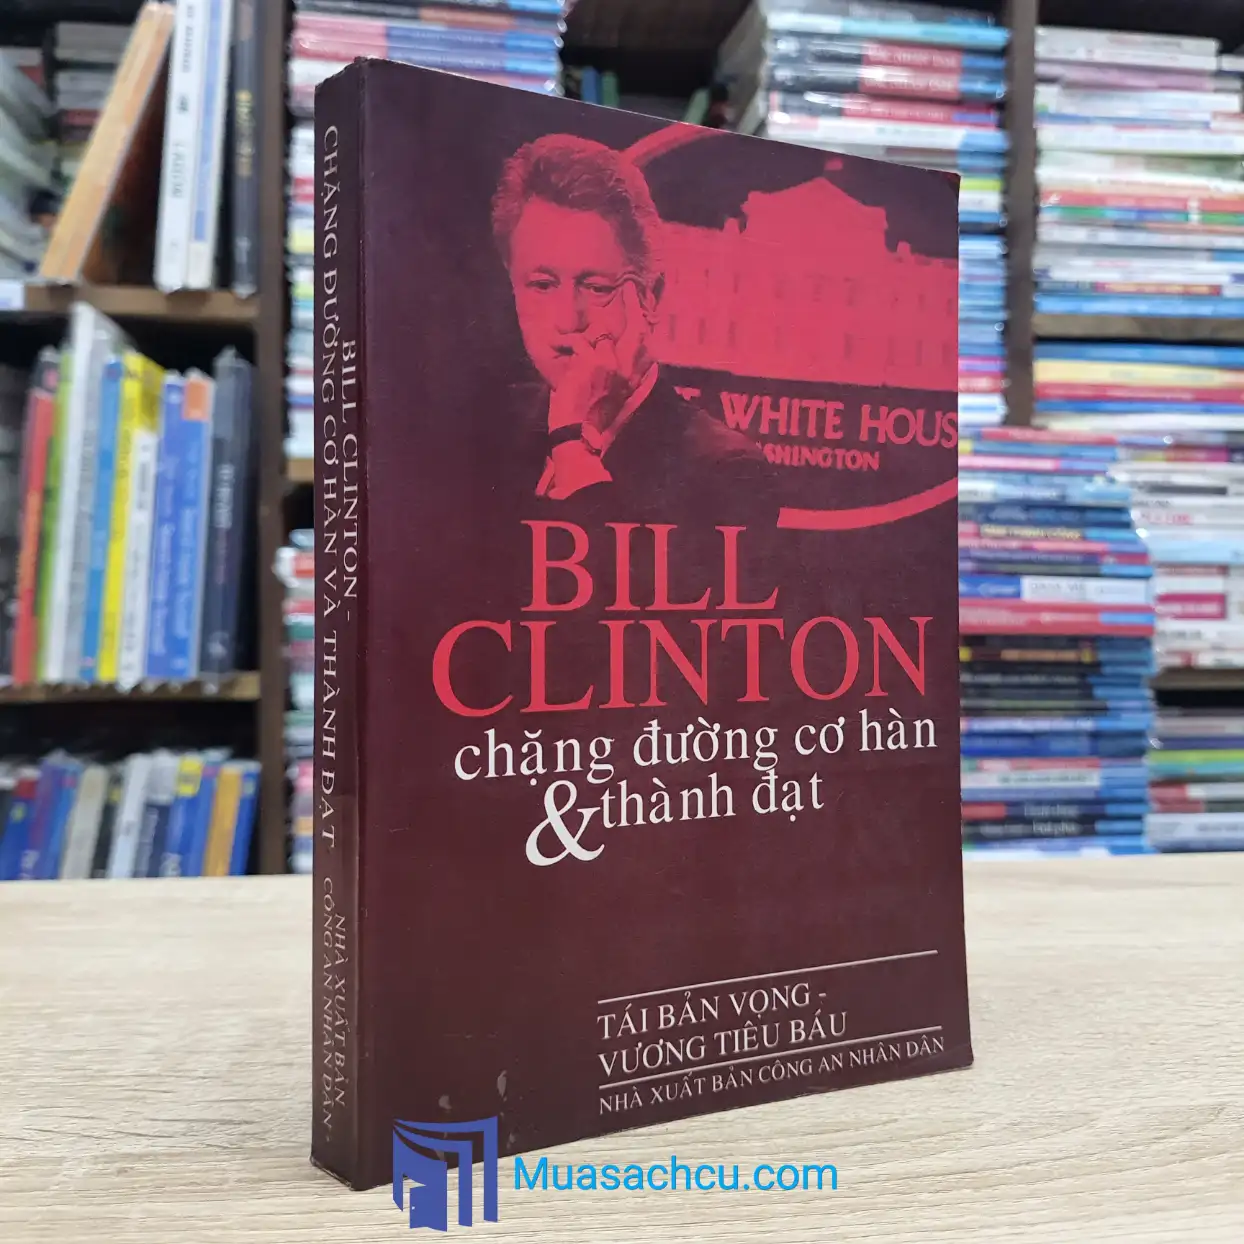 CHẶNG ĐƯỜNG CƠ HÀN VÀ THÀNH ĐẠT
BILL CLINTON -
NHÀ XUẤT BẢN
CÔNG AN NHÂN DÂN -
WHITE HOUS
ASHINGTON
BILL
CLINTON
chặng đường cơ hàn
& thành đạt
TÁI BẢN VỌNG -
VƯƠNG TIÊU BÁU
NHÀ XUẤT BẢN CÔNG AN NHÂN DÂN
Muasachcu.com